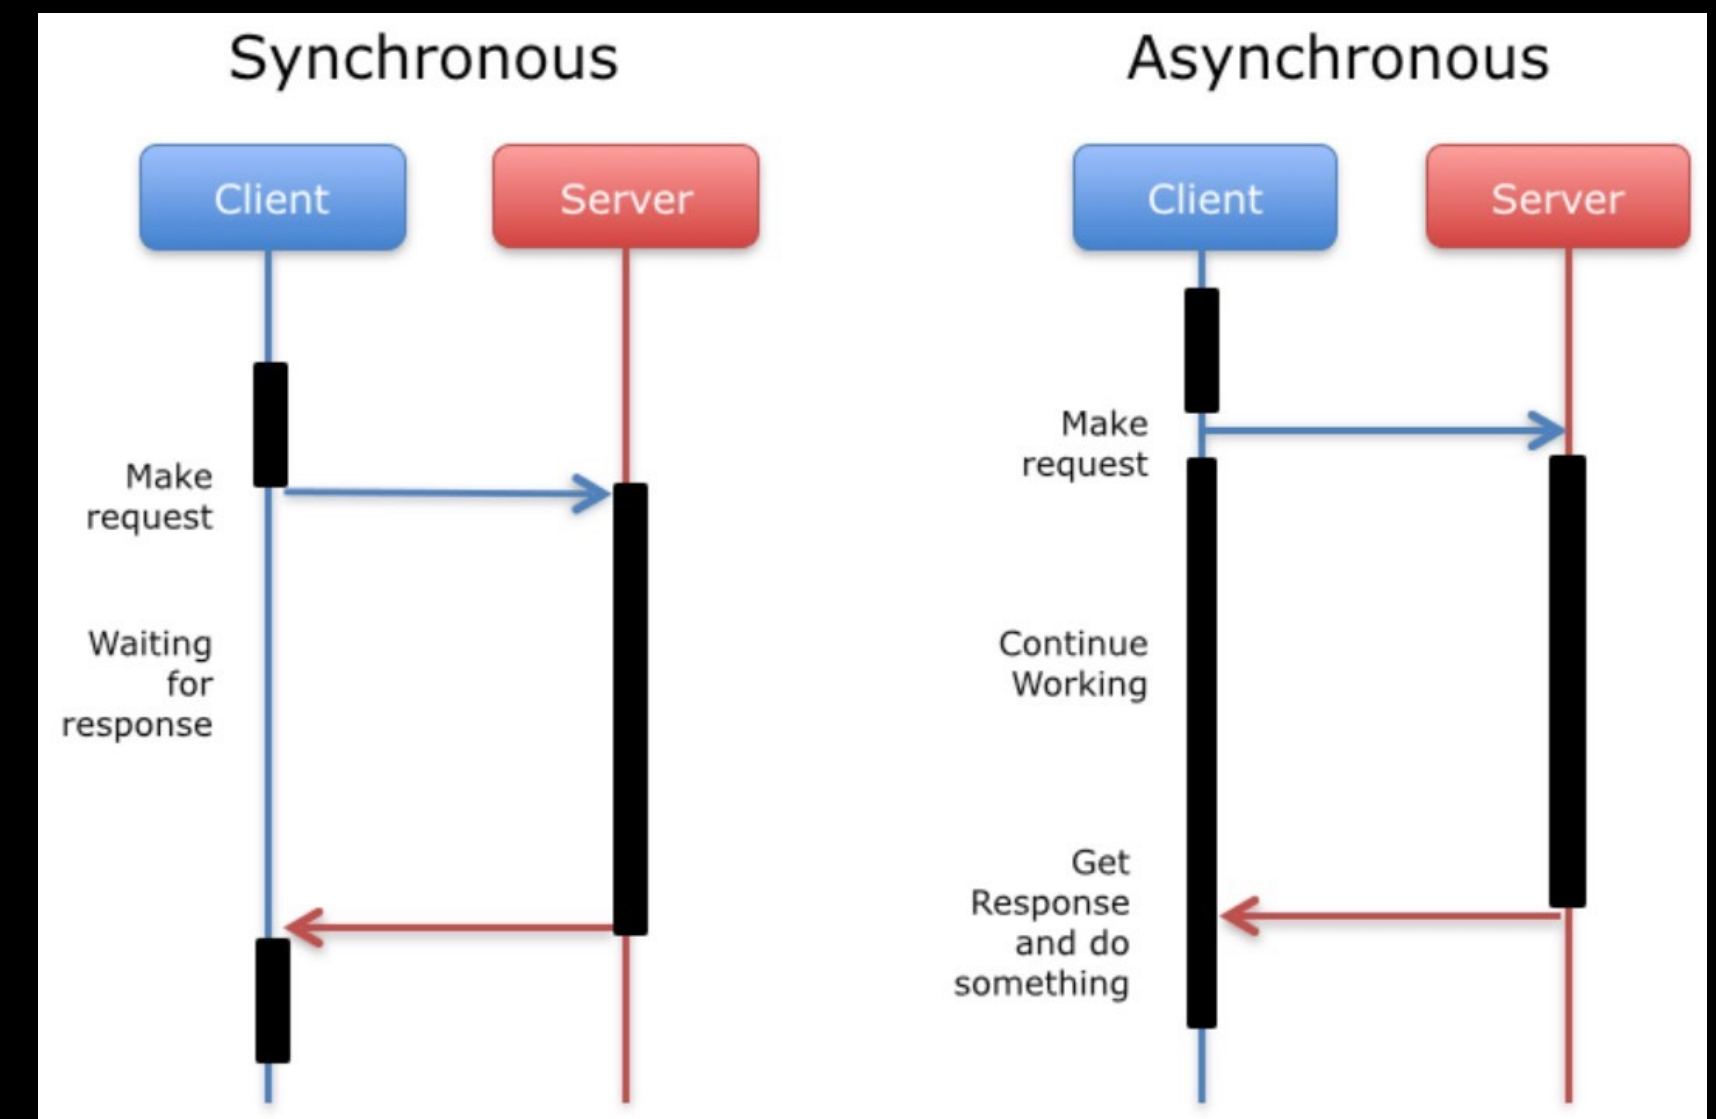 Synchronous
Client
Server
Make
request
Waiting
for
response
Asynchronous
Client
Server
Make
request
Continue
Working
Get
Response
and do
something